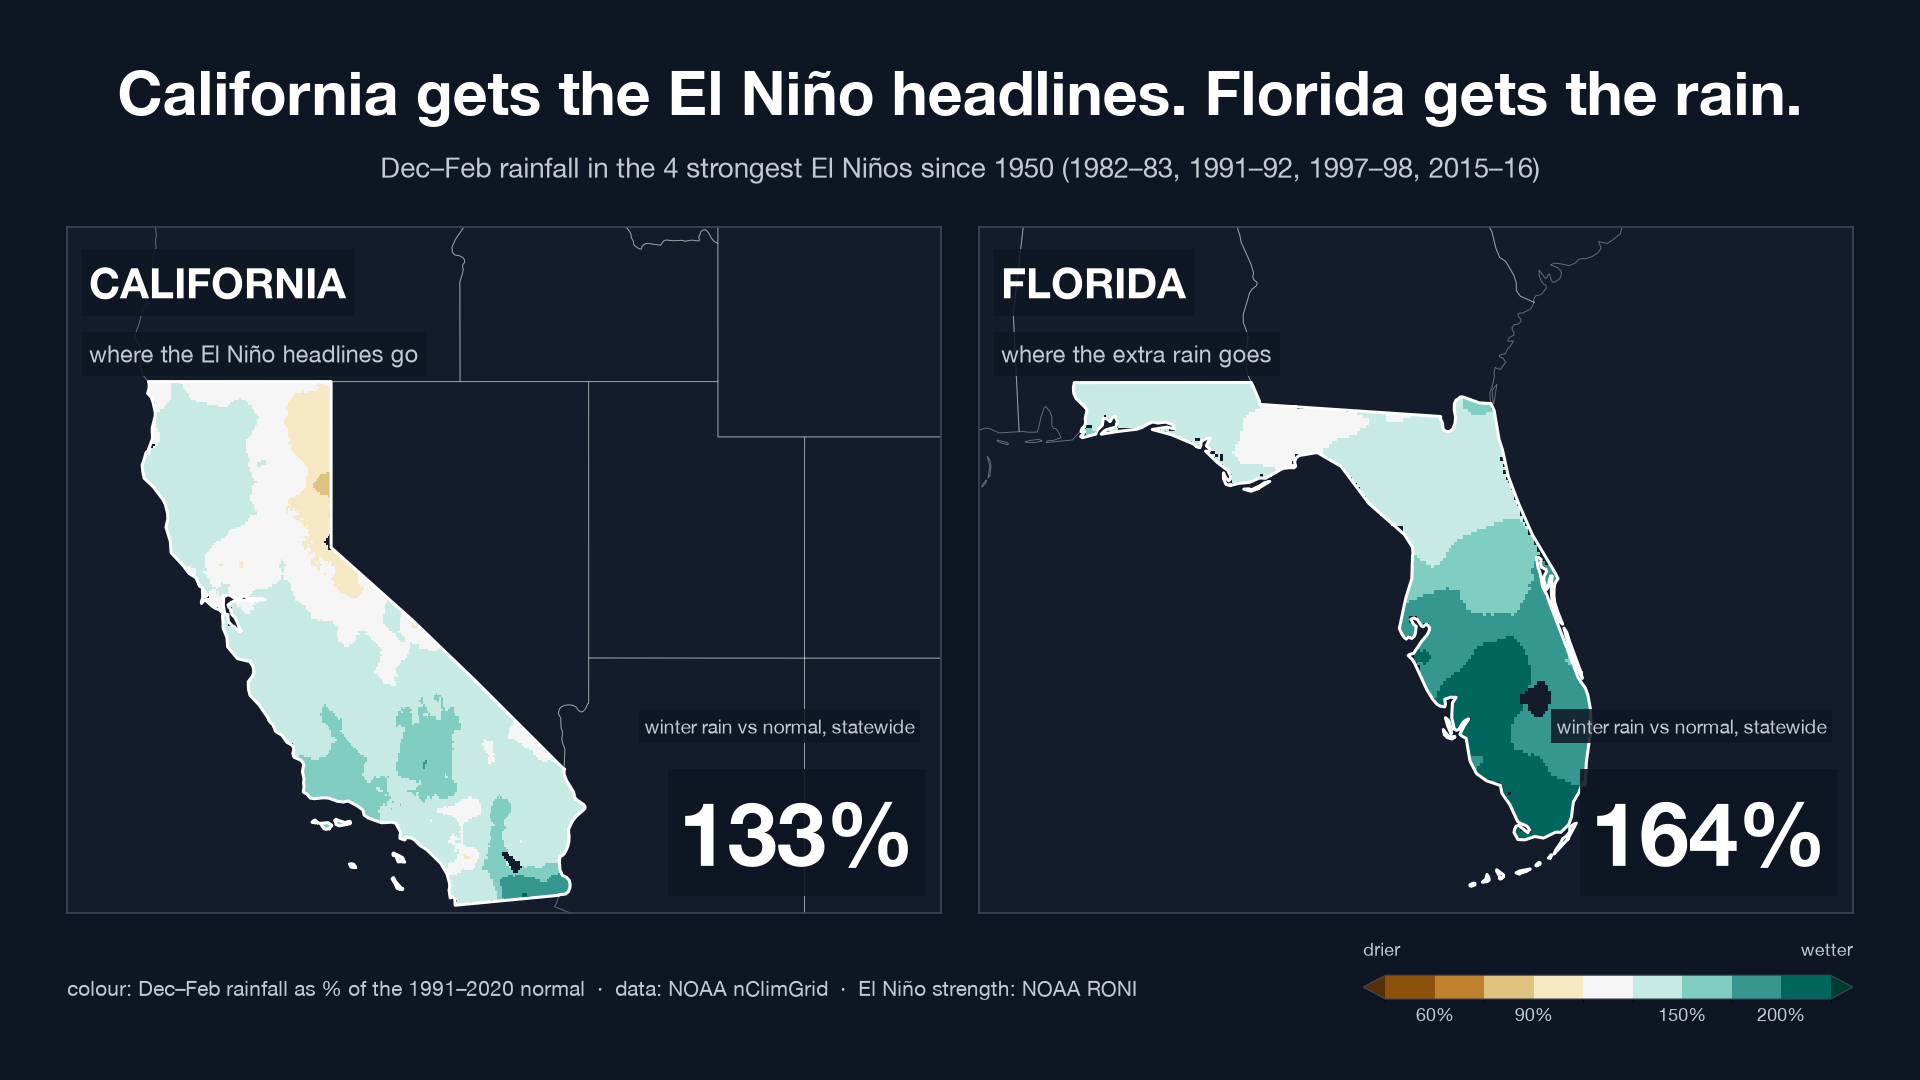 California gets the El Niño headlines. Florida gets the rain.
Dec–Feb rainfall in the 4 strongest El Niños since 1950 (1982–83, 1991–92, 1997–98, 2015–16)
CALIFORNIA
where the El Niño headlines go
winter rain vs normal, statewide
133%
FLORIDA
where the extra rain goes
winter rain vs normal, statewide
164%
drier wetter
colour: Dec–Feb rainfall as % of the 1991–2020 normal · data: NOAA nClimGrid · El Niño strength: NOAA RONI
60% 90% 150% 200%